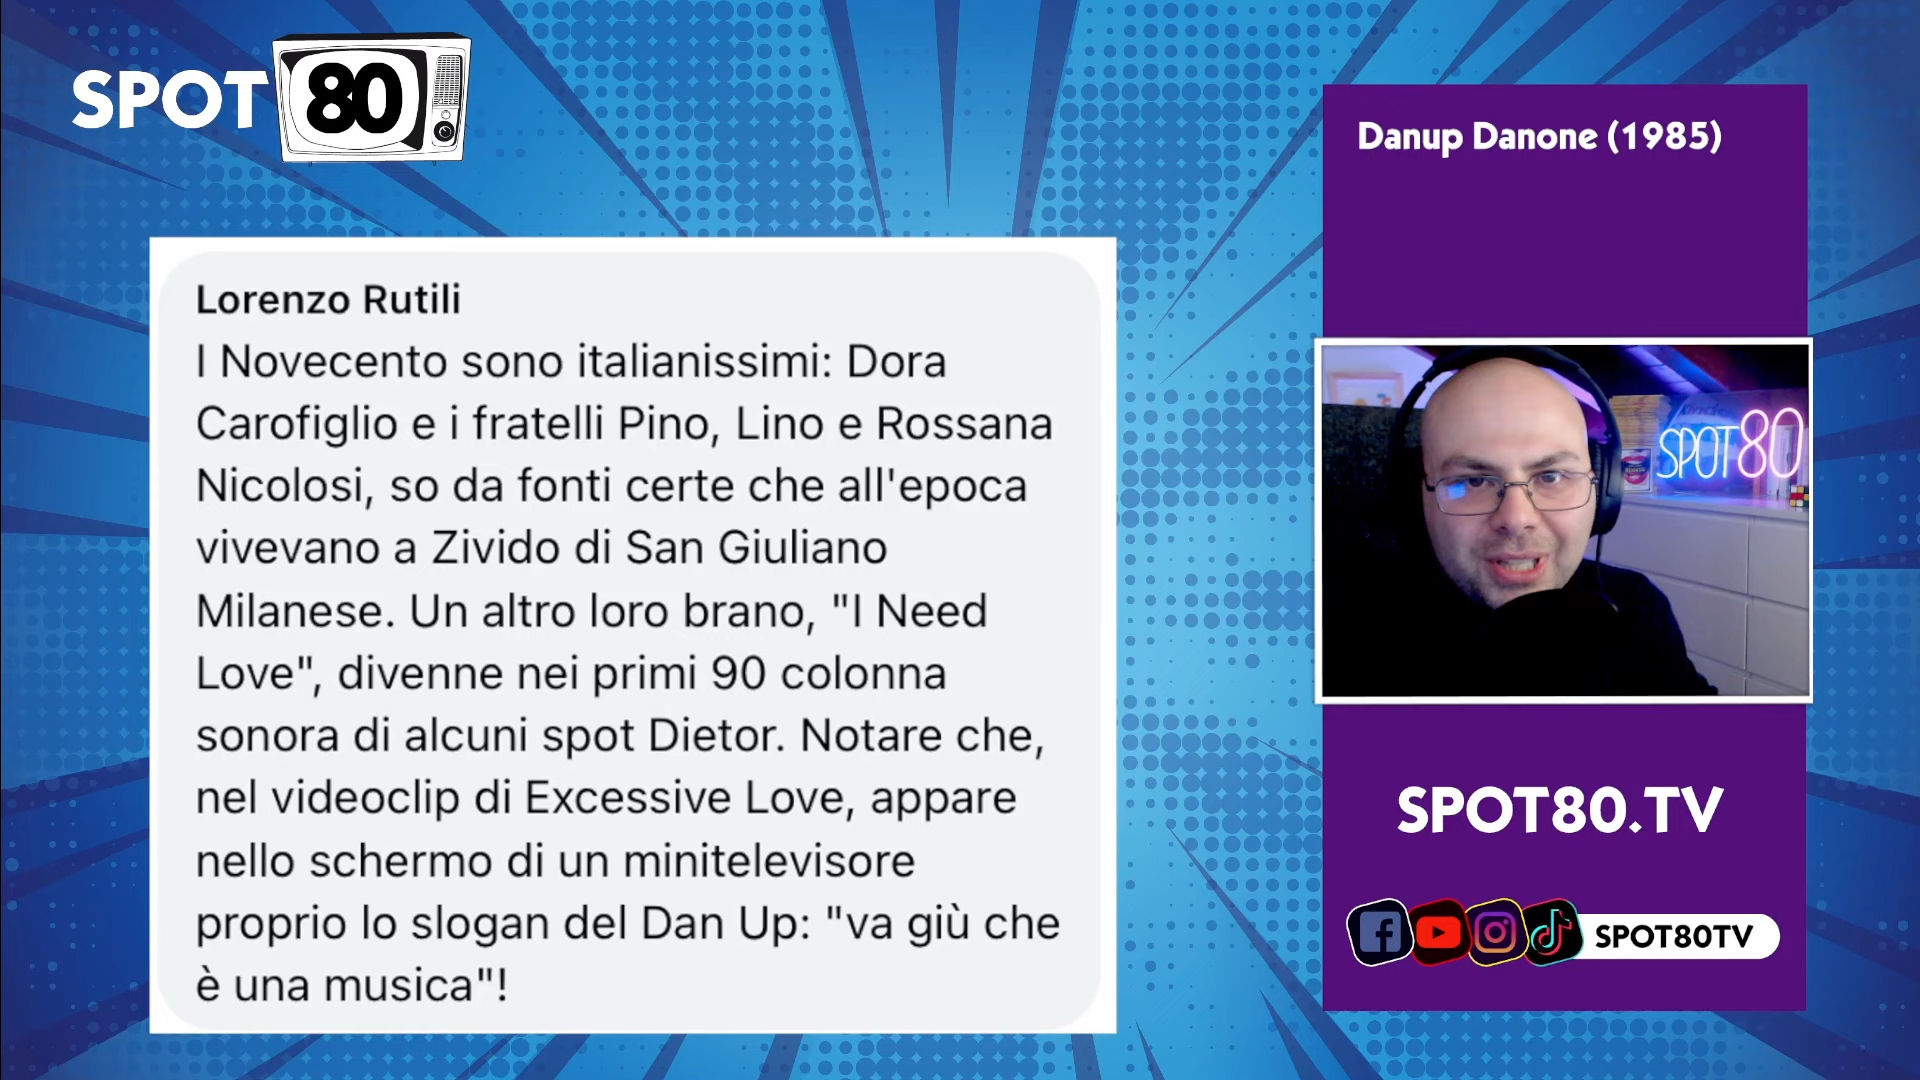 SPOT 80
Danup Danone (1985)
Lorenzo Rutili
I Novecento sono italianissimi: Dora
Carofiglio e i fratelli Pino, Lino e Rossana
Nicolosi, so da fonti certe che all'epoca
vivevano a Zivido di San Giuliano
Milanese. Un altro loro brano, "I Need
Love", divenne nei primi 90 colonna
sonora di alcuni spot Dietor. Notare che,
nel videoclip di Excessive Love, appare
nello schermo di un minitelevisore
proprio lo slogan del Dan Up: "va giù che
è una musica"!
SPOT80
SPOT80.TV
SPOT80TV